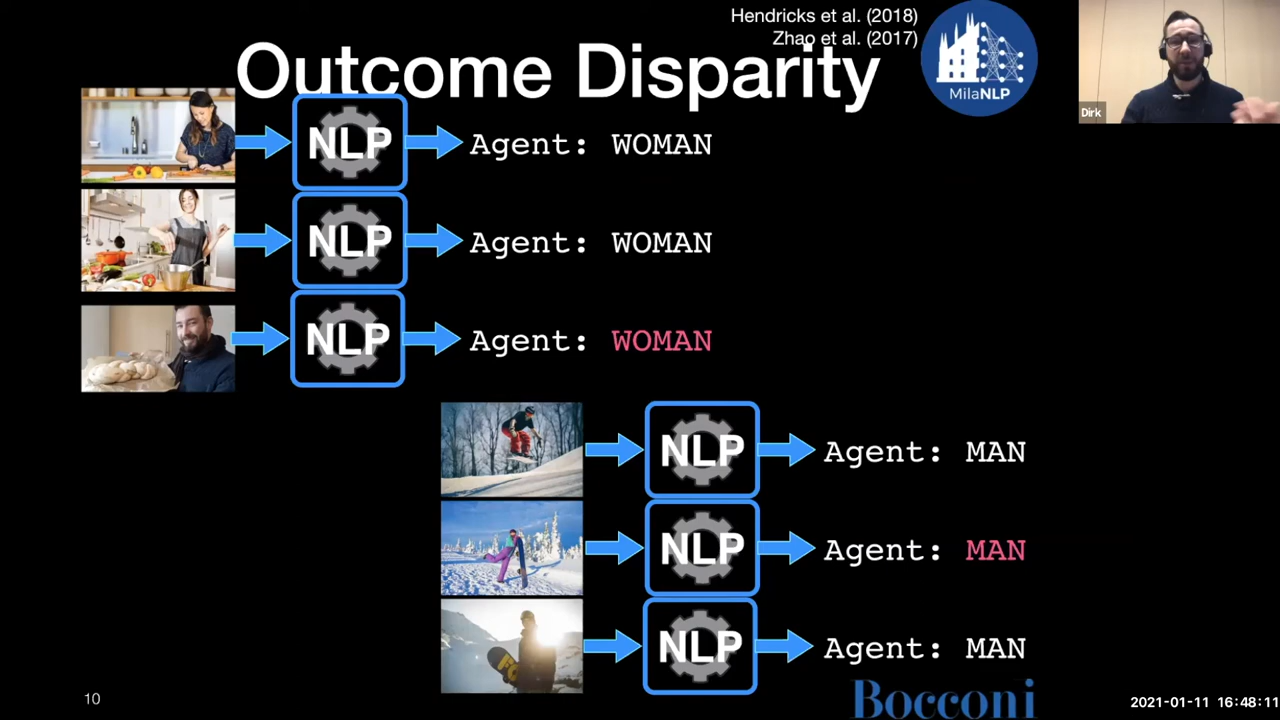 Hendricks et al. (2018)
Zhao et al. (2017)
Outcome Disparity
MilaNLP
Dirk
NLP
Agent: WOMAN
NLP
Agent: WOMAN
NLP
Agent: WOMAN
NLP
Agent: MAN
NLP
Agent: MAN
NLP
Agent: MAN
10
Bocconi
2021-01-11 16:48:11